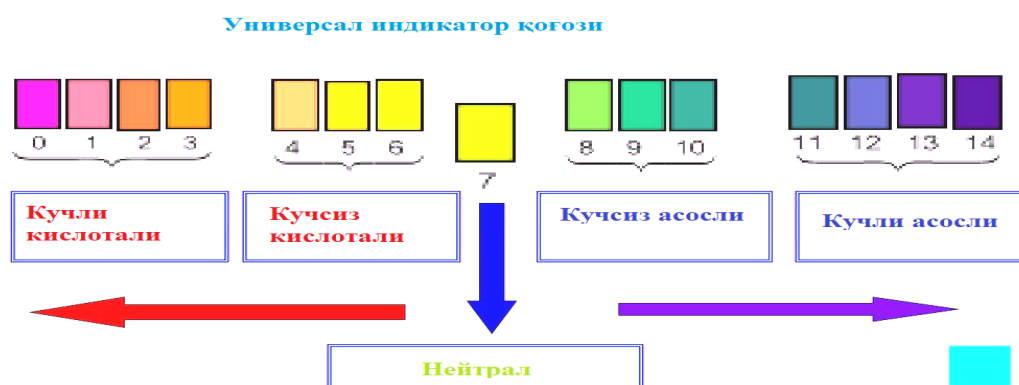 Универсал индикатор қоғози
0 1 2 3 4 5 6 7 8 9 10 11 12 13 14
Кучли
кислотали
Кучсиз
кислотали
Кучсиз асосли
Кучли асосли
Нейтрал